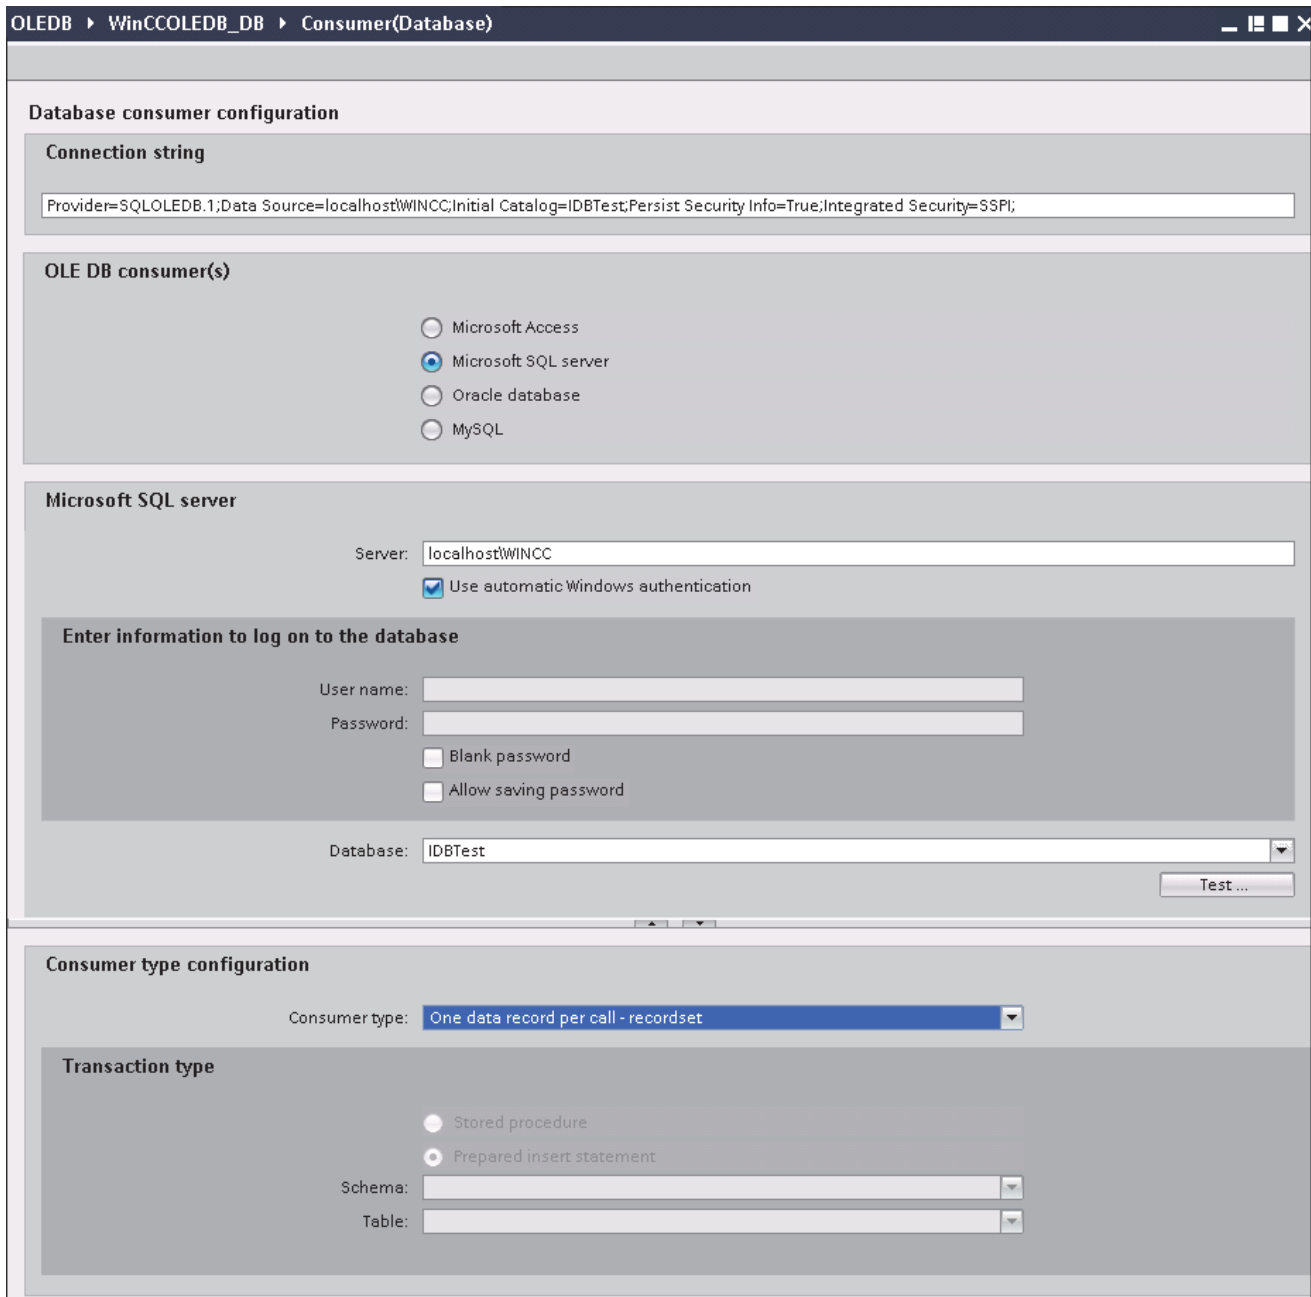 OLEDB ▸ WinCCOLEDB_DB ▸ Consumer(Database)
Database consumer configuration
Connection string
Provider=SQLOLEDB.1;Data Source=localhost\WINCC;Initial Catalog=IDBTest;Persist Security Info=True;Integrated Security=SSPI;
OLE DB consumer(s)
Microsoft Access
Microsoft SQL server
Oracle database
MySQL
Microsoft SQL server
Server: localhost\WINCC
Use automatic Windows authentication
Enter information to log on to the database
User name:
Password:
Blank password
Allow saving password
Database: IDBTest
Test ...
Consumer type configuration
Consumer type: One data record per call - recordset
Transaction type
Stored procedure
Prepared insert statement
Schema:
Table: